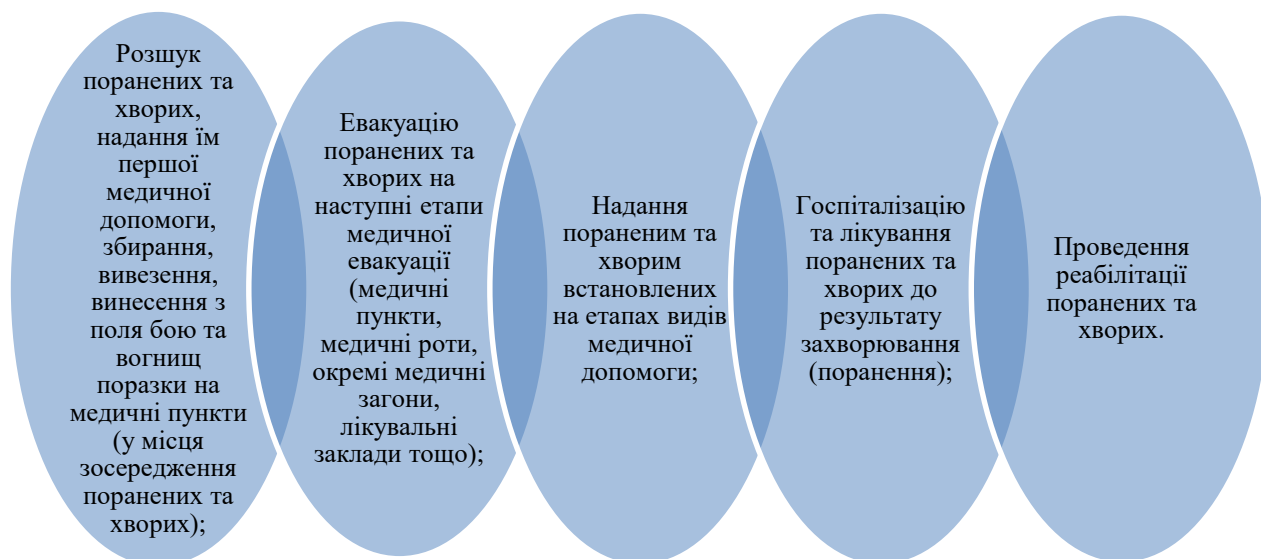 Розшук
поранених та
хворих,
надання їм
першої
медичної
допомоги,
збирання,
вивезення,
винесення з
поля бою та
вогнищ
поразки на
медичні пункти
(у місця
зосередження
поранених та
хворих);
Евакуацію
поранених та
хворих на
наступні етапи
медичної
евакуації
(медичні
пункти,
медичні роти,
окремі медичні
загони,
лікувальні
заклади тощо);
Надання
пораненим та
хворим
встановлених
на етапах видів
медичної
допомоги;
Госпіталізацію
та лікування
поранених та
хворих до
результату
захворювання
(поранення);
Проведення
реабілітації
поранених та
хворих.